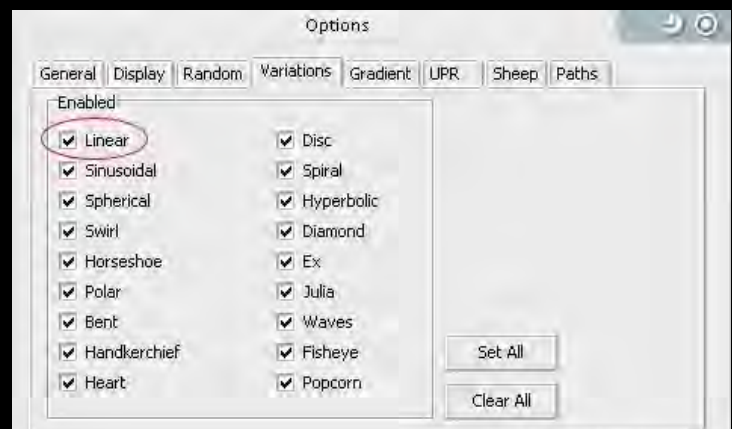 Options
General Display Random Variations Gradient UPR Sheep Paths
Enabled
Linear Disc
Sinusoidal Spiral
Spherical Hyperbolic
Swirl Diamond
Horseshoe Ex
Polar Julia
Bent Waves
Handkerchief Fisheye Set All
Heart Popcorn
Clear All